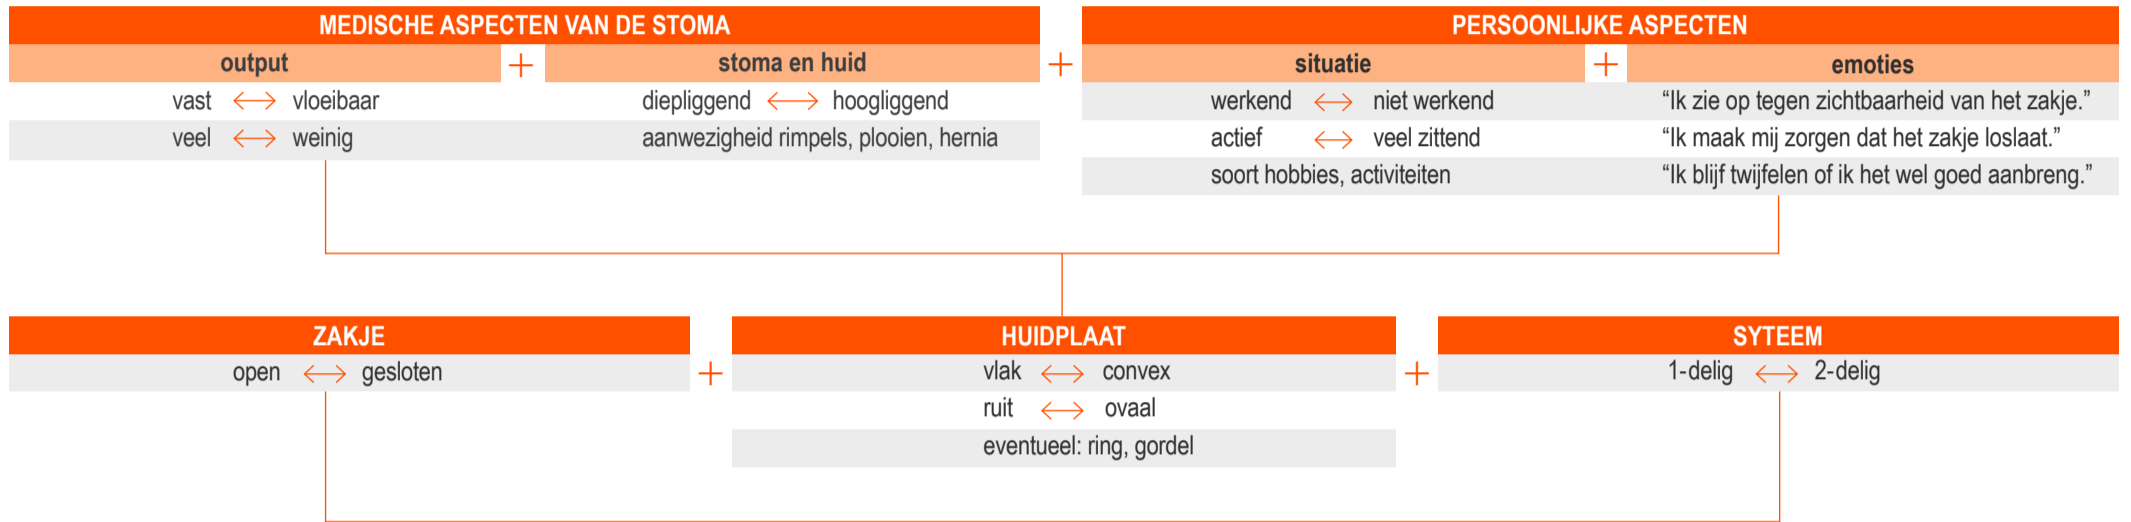 MEDISCHE ASPECTEN VAN DE STOMA + PERSOONLIJKE ASPECTEN
output + stoma en huid + situatie + emoties
vast ↔ vloeibaar diepliggend ↔ hoogliggend werkend ↔ niet werkend “Ik zie op tegen zichtbaarheid van het zakje.”
veel ↔ weinig aanwezigheid rimpels, plooien, hernia actief ↔ veel zittend “Ik maak mij zorgen dat het zakje loslaat.”
soort hobbies, activiteiten “Ik blijf twijfelen of ik het wel goed aanbreng.”
ZAKJE HUIDPLAAT SYTEEM
open ↔ gesloten + vlak ↔ convex + 1-delig ↔ 2-delig
ruit ↔ ovaal
eventueel: ring, gordel